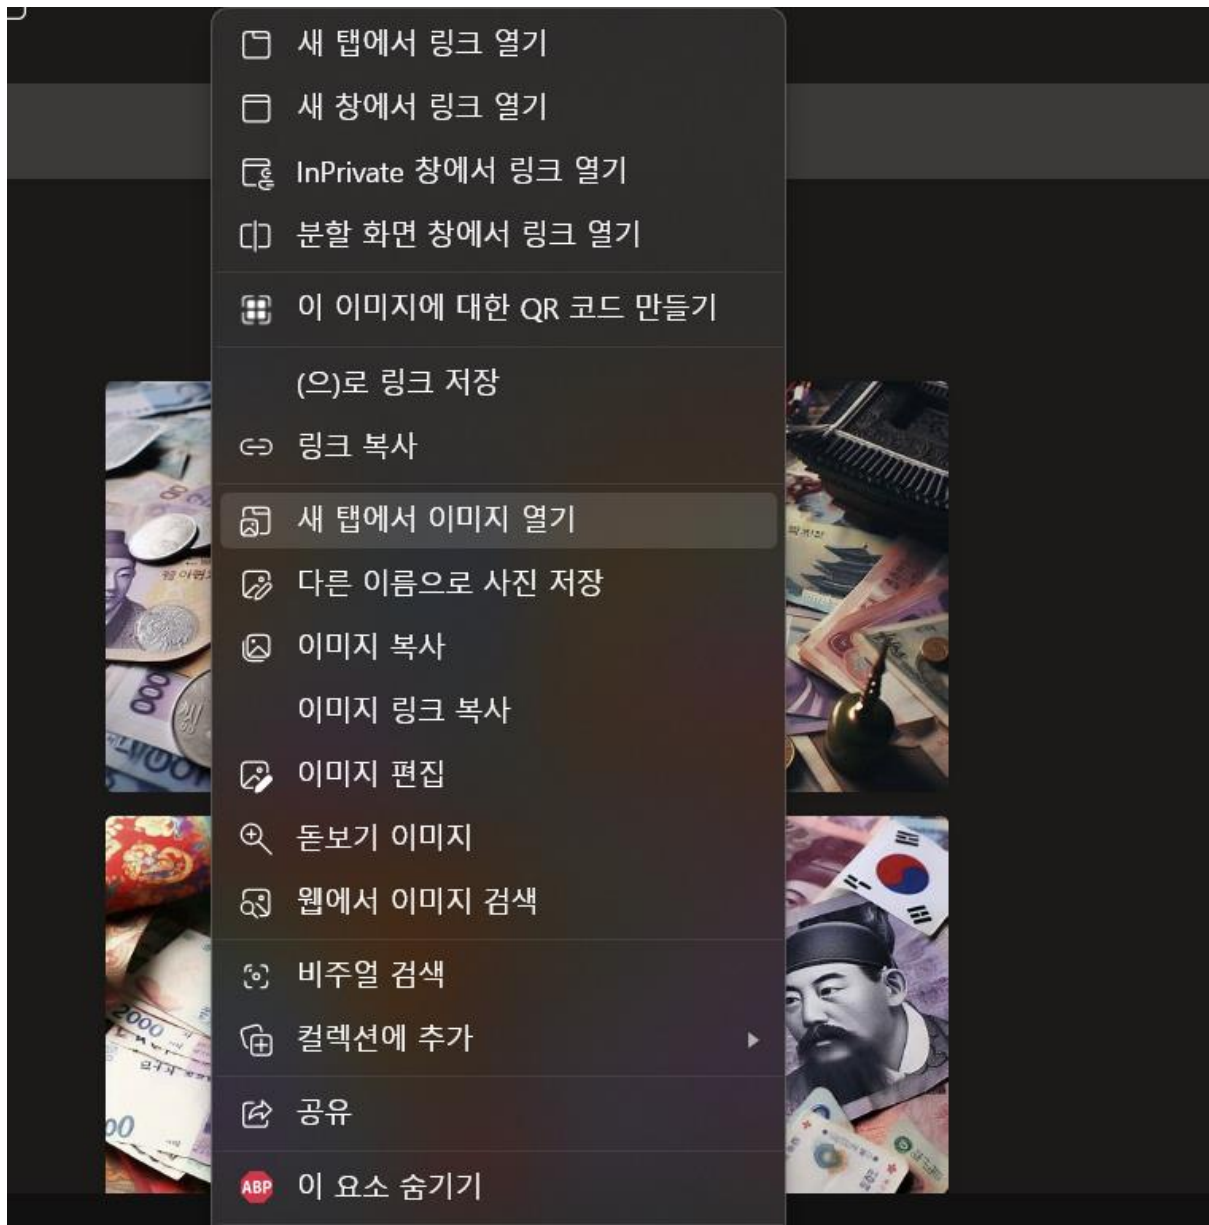 새 탭에서 링크 열기
새 창에서 링크 열기
InPrivate 창에서 링크 열기
분할 화면 창에서 링크 열기
이 이미지에 대한 QR 코드 만들기
(으)로 링크 저장
링크 복사
새 탭에서 이미지 열기
다른 이름으로 사진 저장
이미지 복사
이미지 링크 복사
이미지 편집
돋보기 이미지
웹에서 이미지 검색
비주얼 검색
컬렉션에 추가
공유
ABP 이 요소 숨기기
000
2000
00